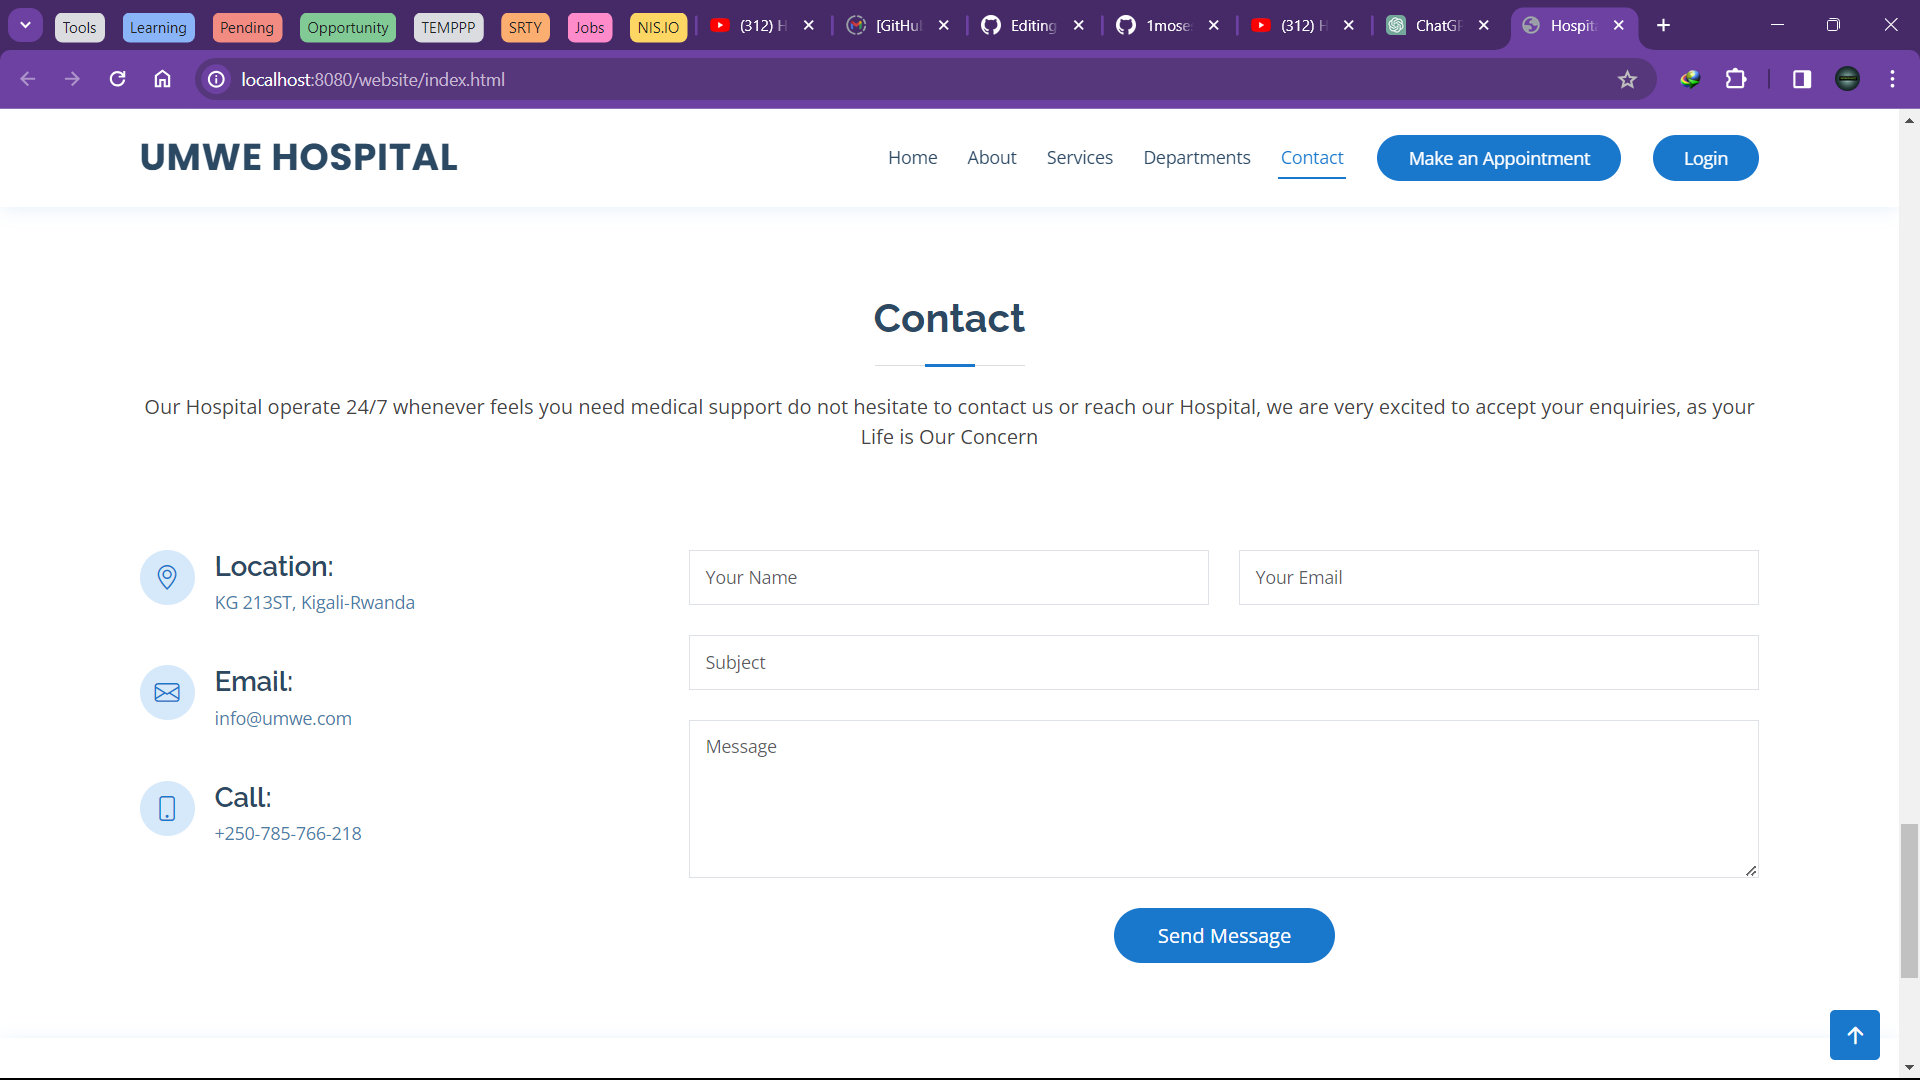 Tools Learning Pending Opportunity TEMPPP SRTY Jobs NIS.IO (312) H [GitHu Editing 1mose (312) H ChatGP Hospita
localhost:8080/website/index.html
UMWE HOSPITAL Home About Services Departments Contact Make an Appointment Login
Contact
Our Hospital operate 24/7 whenever feels you need medical support do not hesitate to contact us or reach our Hospital, we are very excited to accept your enquiries, as your
Life is Our Concern
Location:
KG 213ST, Kigali-Rwanda
Email:
info@umwe.com
Call:
+250-785-766-218
Your Name Your Email
Subject
Message
Send Message